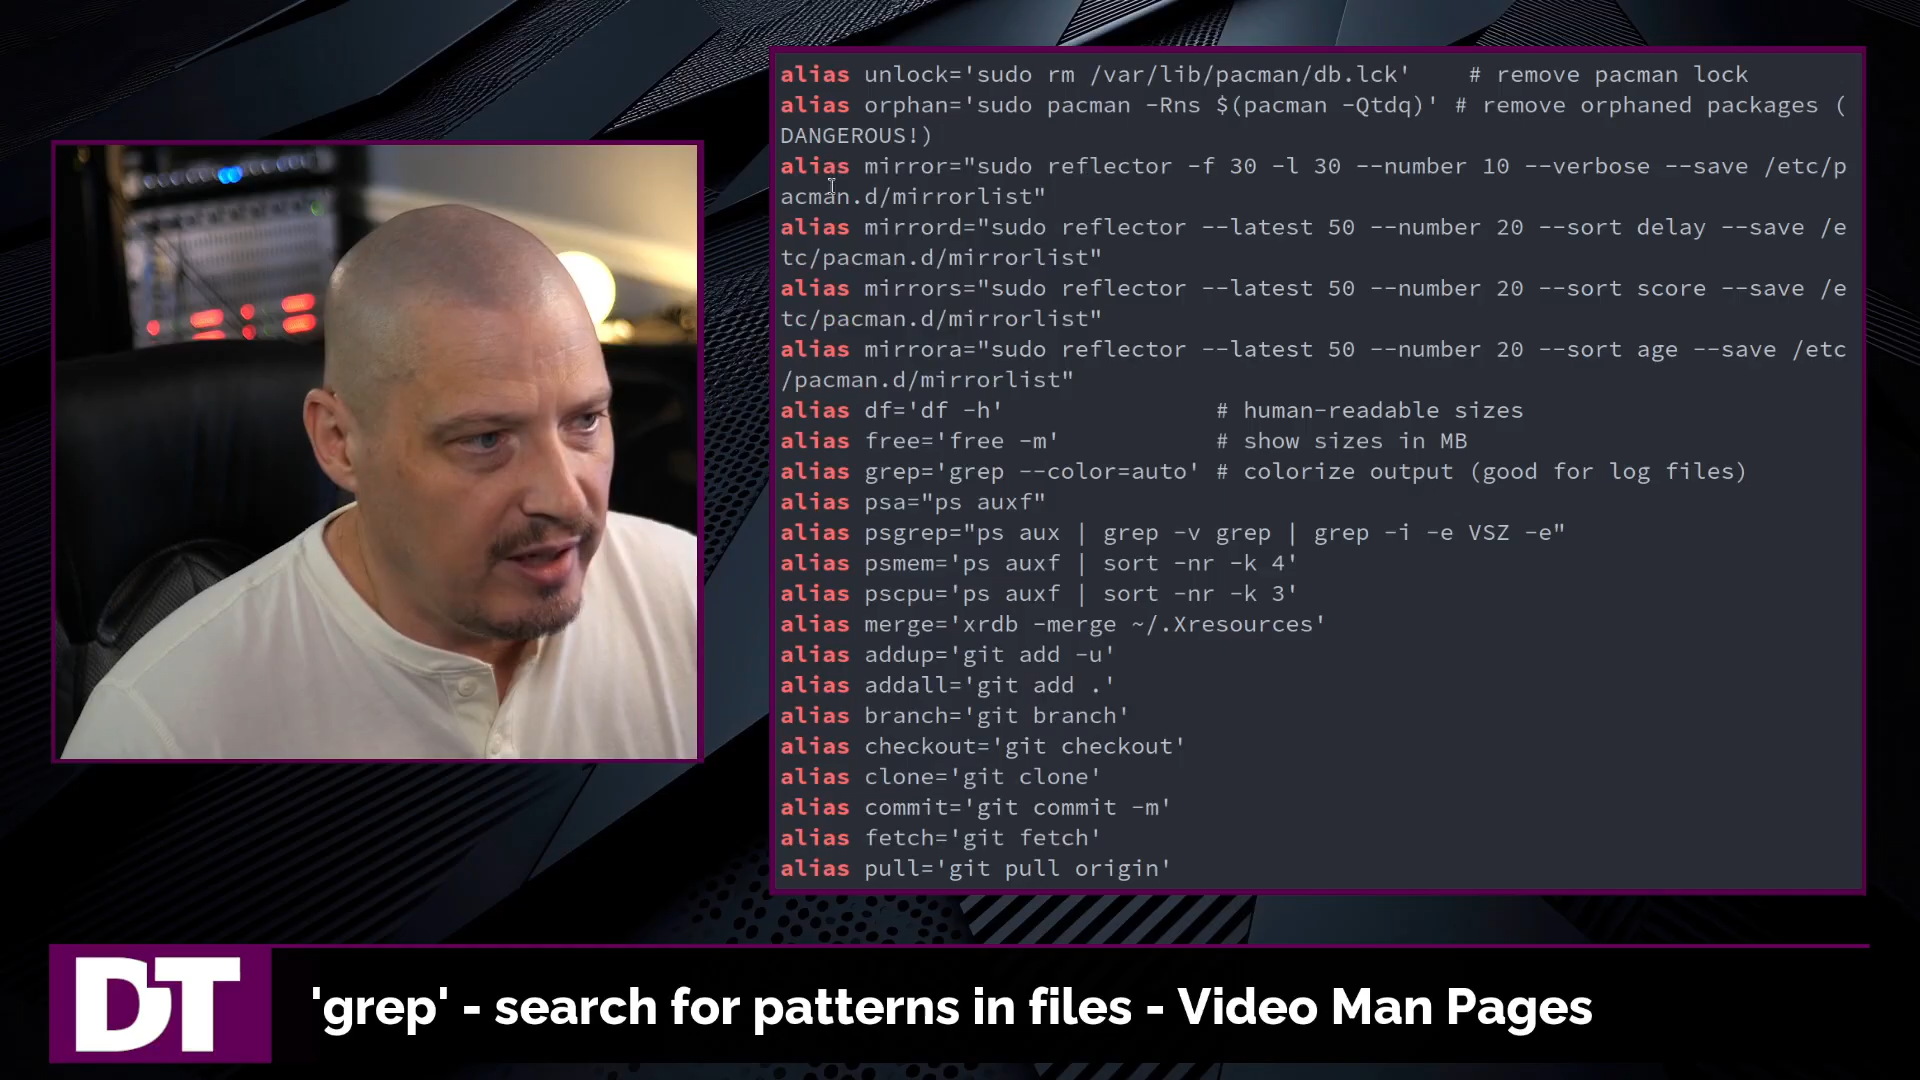 alias unlock='sudo rm /var/lib/pacman/db.lck'    # remove pacman lock
alias orphan='sudo pacman -Rns $(pacman -Qtdq)' # remove orphaned packages (
DANGEROUS!)
alias mirror="sudo reflector -f 30 -l 30 --number 10 --verbose --save /etc/p
acman.d/mirrorlist"
alias mirrord="sudo reflector --latest 50 --number 20 --sort delay --save /e
tc/pacman.d/mirrorlist"
alias mirrors="sudo reflector --latest 50 --number 20 --sort score --save /e
tc/pacman.d/mirrorlist"
alias mirrora="sudo reflector --latest 50 --number 20 --sort age --save /etc
/pacman.d/mirrorlist"
alias df='df -h'               # human-readable sizes
alias free='free -m'           # show sizes in MB
alias grep='grep --color=auto' # colorize output (good for log files)
alias psa="ps auxf"
alias psgrep="ps aux | grep -v grep | grep -i -e VSZ -e"
alias psmem='ps auxf | sort -nr -k 4'
alias pscpu='ps auxf | sort -nr -k 3'
alias merge='xrdb -merge ~/.Xresources'
alias addup='git add -u'
alias addall='git add .'
alias branch='git branch'
alias checkout='git checkout'
alias clone='git clone'
alias commit='git commit -m'
alias fetch='git fetch'
alias pull='git pull origin'
DT
'grep' - search for patterns in files - Video Man Pages